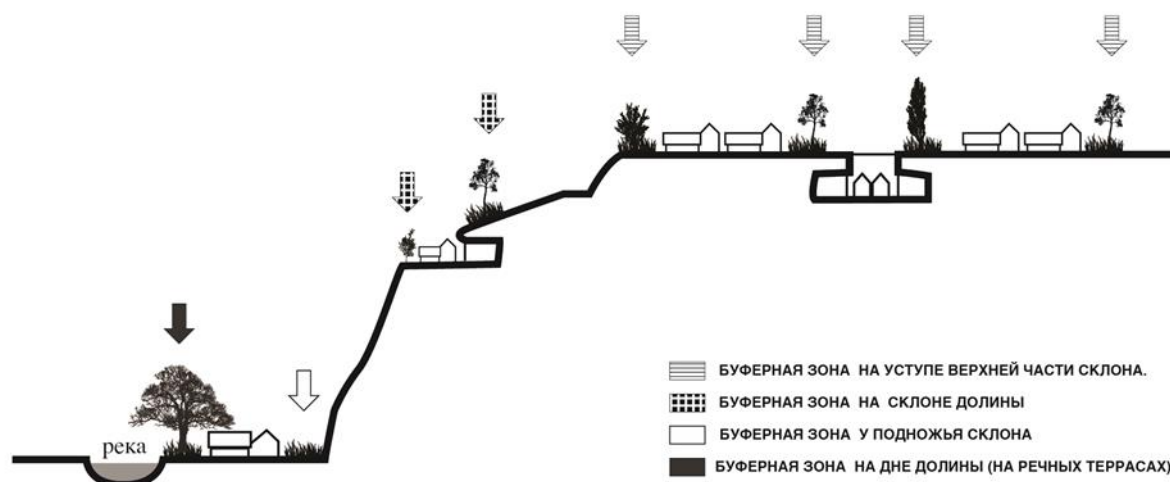 река
БУФЕРНАЯ ЗОНА НА УСТУПЕ ВЕРХНЕЙ ЧАСТИ СКЛОНА.
БУФЕРНАЯ ЗОНА НА СКЛОНЕ ДОЛИНЫ
БУФЕРНАЯ ЗОНА У ПОДНОЖЬЯ СКЛОНА
БУФЕРНАЯ ЗОНА НА ДНЕ ДОЛИНЫ (НА РЕЧНЫХ ТЕРРАСАХ)